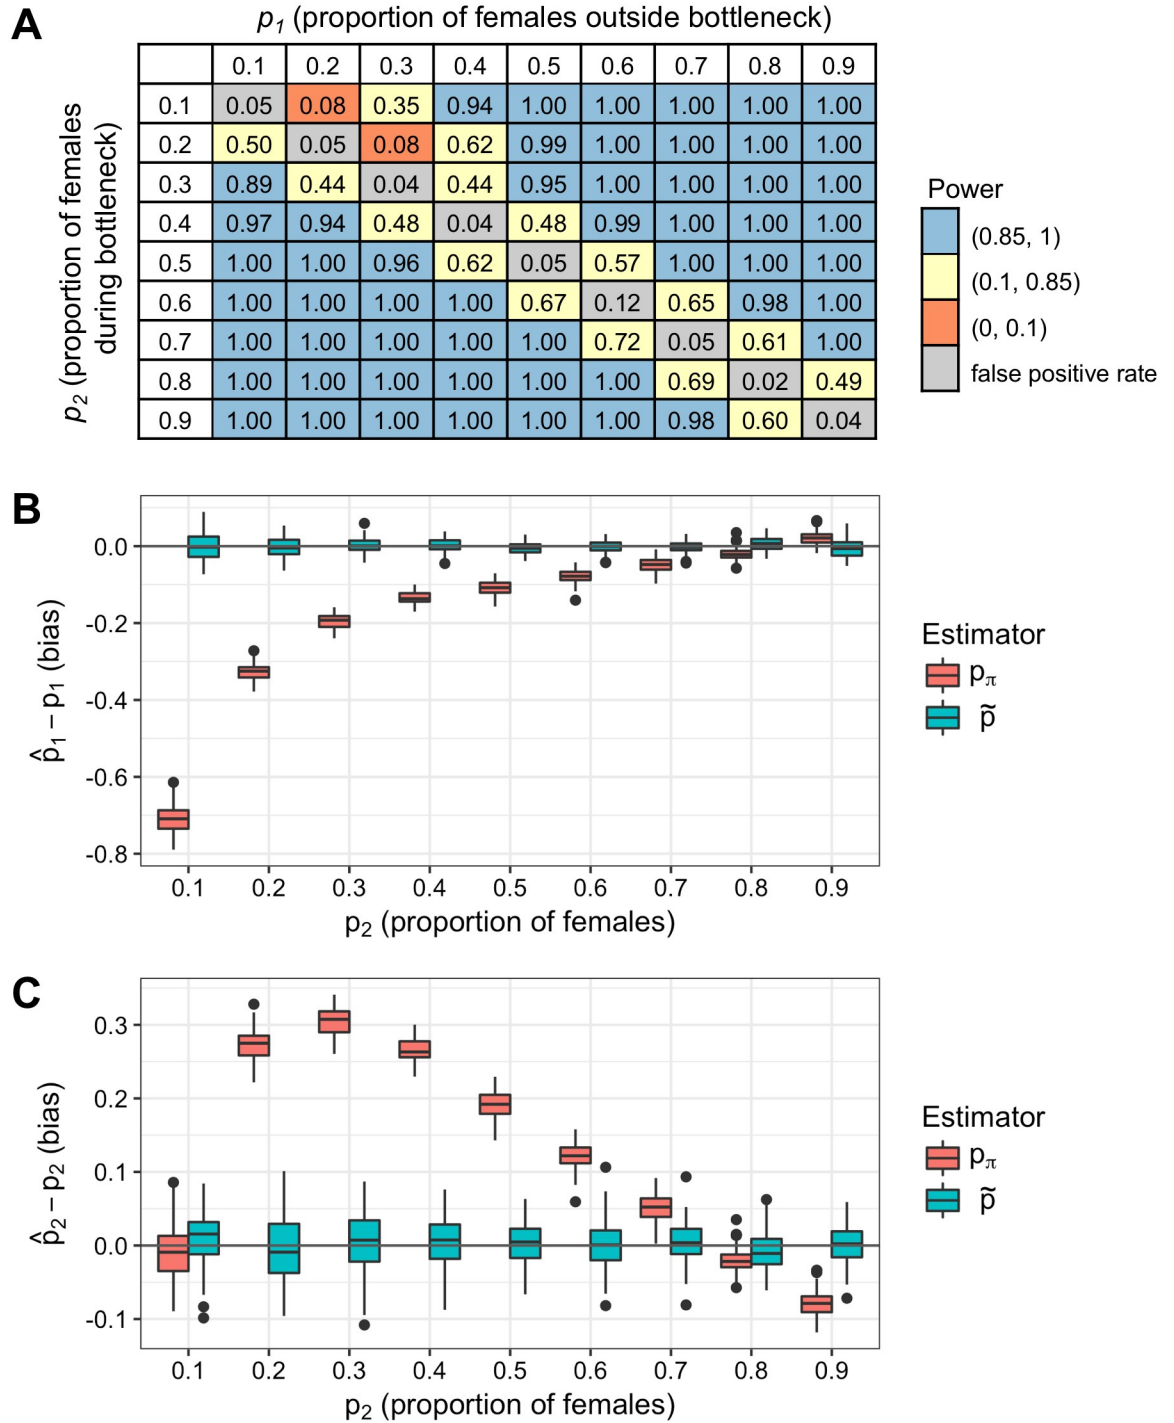 A
p1 (proportion of females outside bottleneck)
p2 (proportion of females
during bottleneck)
0.1 0.2 0.3 0.4 0.5 0.6 0.7 0.8 0.9
0.1 0.05 0.08 0.35 0.94 1.00 1.00 1.00 1.00 1.00
0.2 0.50 0.05 0.08 0.62 0.99 1.00 1.00 1.00 1.00
0.3 0.89 0.44 0.04 0.44 0.95 1.00 1.00 1.00 1.00
0.4 0.97 0.94 0.48 0.04 0.48 0.99 1.00 1.00 1.00
0.5 1.00 1.00 0.96 0.62 0.05 0.57 1.00 1.00 1.00
0.6 1.00 1.00 1.00 1.00 0.67 0.12 0.65 0.98 1.00
0.7 1.00 1.00 1.00 1.00 1.00 0.72 0.05 0.61 1.00
0.8 1.00 1.00 1.00 1.00 1.00 1.00 0.69 0.02 0.49
0.9 1.00 1.00 1.00 1.00 1.00 1.00 0.98 0.60 0.04
Power
(0.85, 1)
(0.1, 0.85)
(0, 0.1)
false positive rate
B
p̂1 – p1 (bias)
0.0
-0.2
-0.4
-0.6
-0.8
0.1 0.2 0.3 0.4 0.5 0.6 0.7 0.8 0.9
p2 (proportion of females)
Estimator
pπ
p̃
C
p̂2 – p2 (bias)
0.3
0.2
0.1
0.0
-0.1
0.1 0.2 0.3 0.4 0.5 0.6 0.7 0.8 0.9
p2 (proportion of females)
Estimator
pπ
p̃